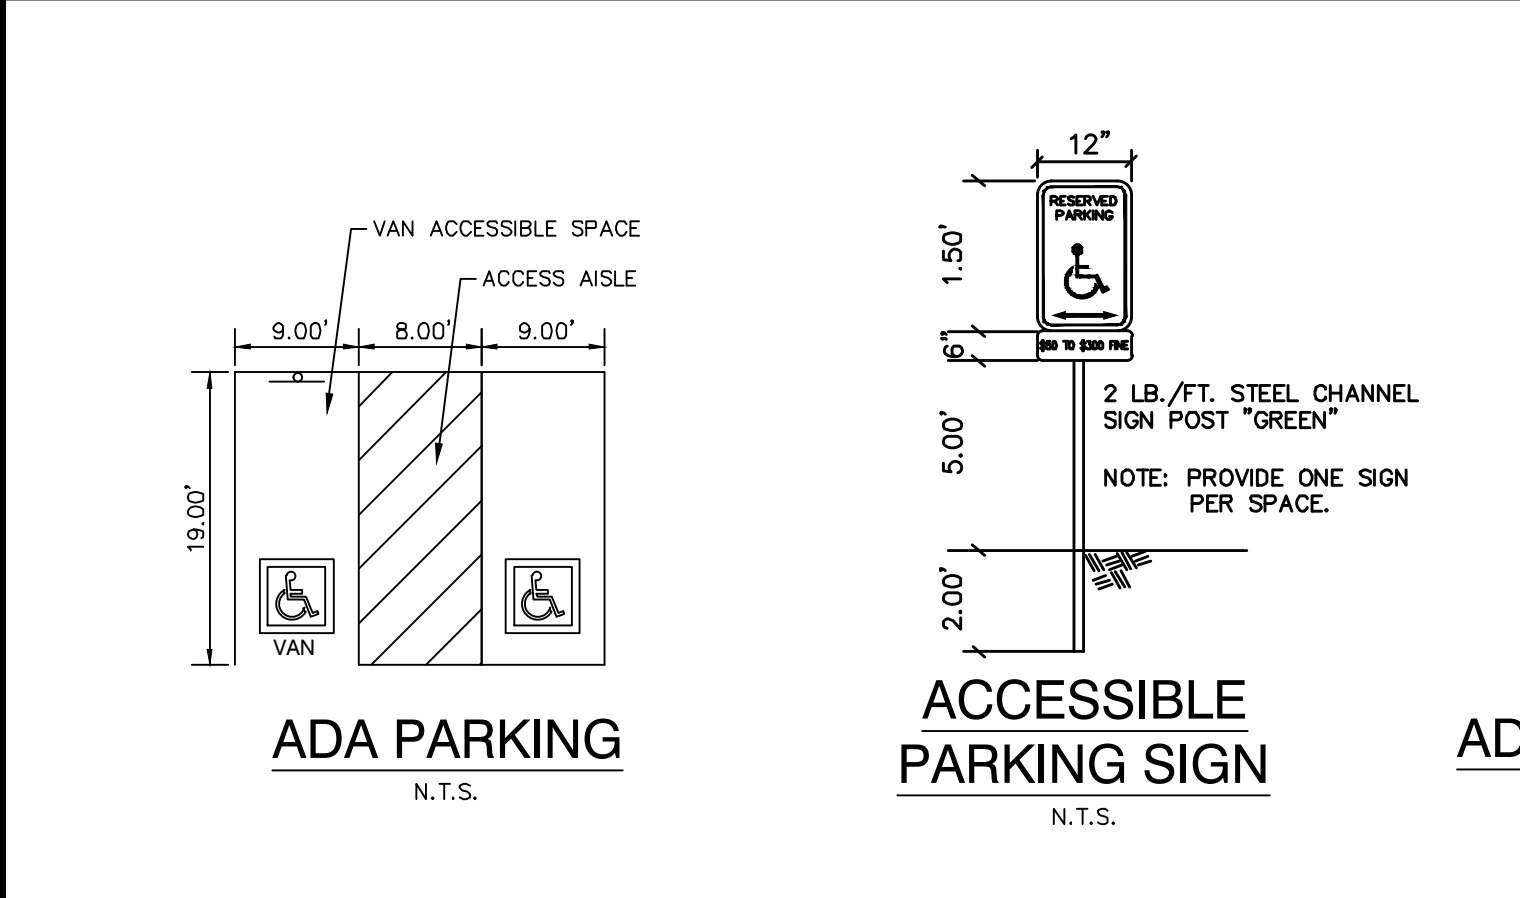 VAN ACCESSIBLE SPACE
ACCESS AISLE
9.00'
8.00'
9.00'
19.00'
VAN
ADA PARKING
N.T.S.
12"
1.50'
RESERVED
PARKING
6"
$50 TO $300 FINE
5.00'
2 LB./FT. STEEL CHANNEL
SIGN POST "GREEN"
NOTE: PROVIDE ONE SIGN
PER SPACE.
2.00'
ACCESSIBLE
PARKING SIGN
N.T.S.
AD